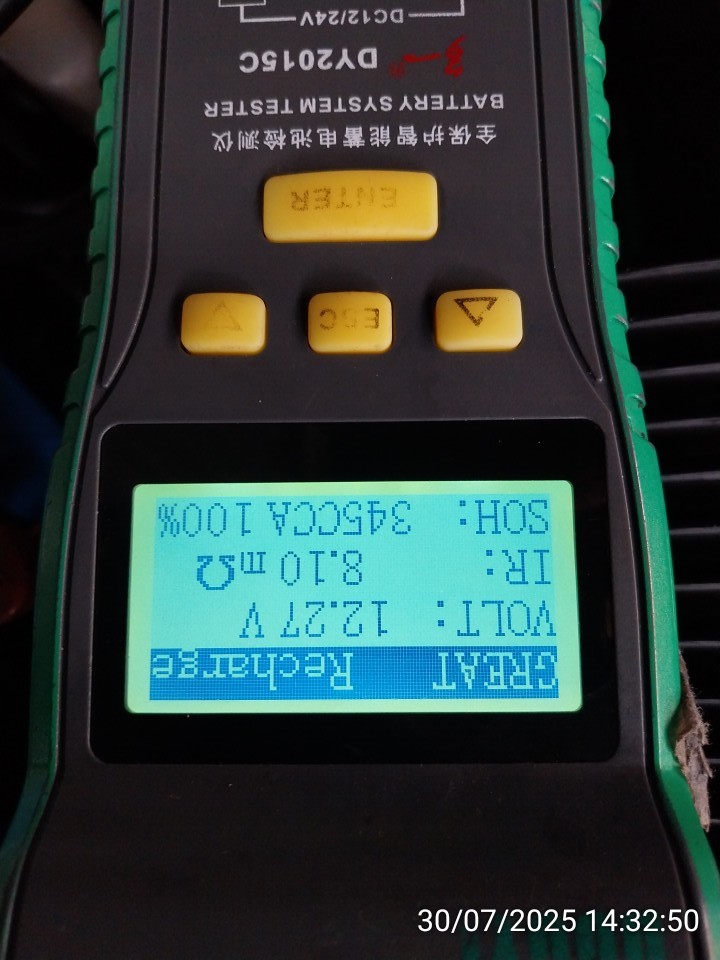 GREAT Recharge
VOLT: 12.27 V
IR: 8.10 mΩ
SOH: 345CCA 100%
ESC
ENTER
全保护智能蓄电池检测仪
BATTERY SYSTEM TESTER
DY2015C
DC12/24V
30/07/2025 14:32:50